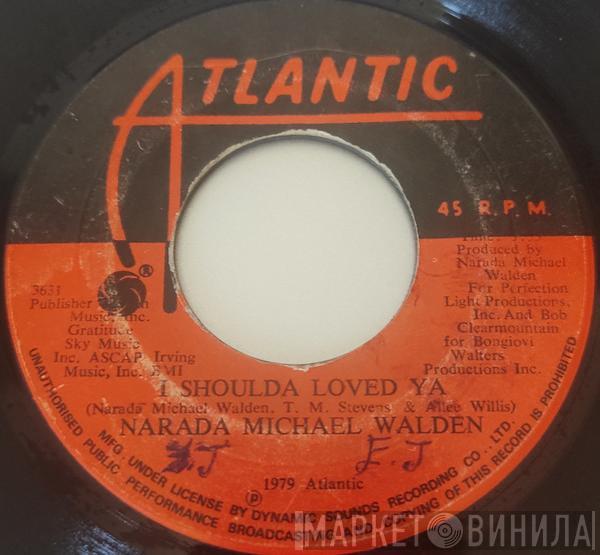 ATLANTIC
45 R.P.M.
®
3631
Publisher
Music, Inc.
Gratitude
Sky Music
Inc. ASCAP, Irving
Music, Inc. BMI
Produced by
Narada Michael
Walden
For Perfection
Light Productions,
Inc. And Bob
Clearmountain
for Bongiovi
Walters
Productions Inc.
I SHOULDA LOVED YA
(Narada Michael Walden, T. M. Stevens & Allee Willis)
NARADA MICHAEL WALDEN
E.J
℗ 1979 Atlantic
MFG. UNDER LICENSE BY DYNAMIC SOUNDS RECORDING CO., LTD.
UNAUTHORISED PUBLIC PERFORMANCE BROADCASTING COPYING OF THIS RECORD IS PROHIBITED
МАРКЕТ ВИНИЛА